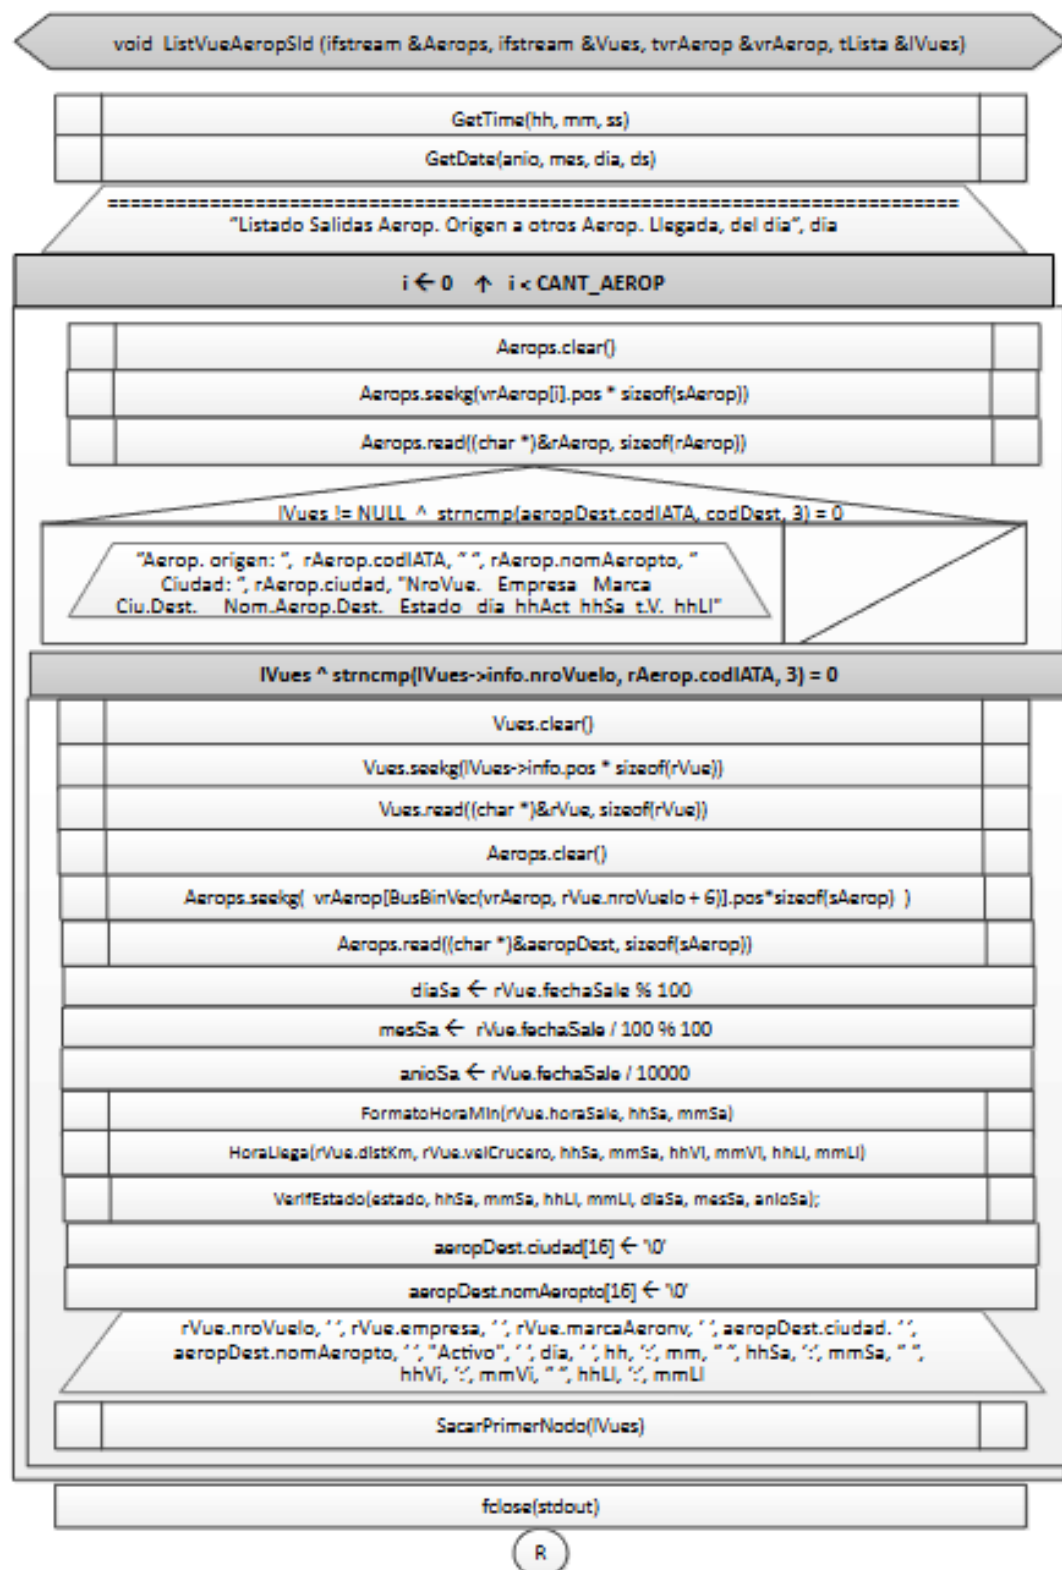 void ListVueAeropSld (ifstream &Aerops, ifstream &Vues, tvrAerop &vrAerop, tLista &lVues)
GetTime(hh, mm, ss)
GetDate(anio, mes, dia, ds)
==========================================================================
"Listado Salidas Aerop. Origen a otros Aerop. Llegada, del dia", dia
i ← 0 ↑ i < CANT_AEROP
Aerops.clear()
Aerops.seekg(vrAerop[i].pos * sizeof(sAerop))
Aerops.read((char *)&rAerop, sizeof(rAerop))
lVues != NULL ^ strncmp(aeropDest.codIATA, codDest, 3) = 0
"Aerop. origen: ", rAerop.codIATA, " ", rAerop.nomAeropto, "
Ciudad: ", rAerop.ciudad, "NroVue. Empresa Marca
Ciu.Dest. Nom.Aerop.Dest. Estado dia hhAct hhSa t.V. hhLl"
lVues ^ strncmp(lVues->info.nroVuelo, rAerop.codIATA, 3) = 0
Vues.clear()
Vues.seekg(lVues->info.pos * sizeof(rVue))
Vues.read((char *)&rVue, sizeof(rVue))
Aerops.clear()
Aerops.seekg( vrAerop[BusBinVec(vrAerop, rVue.nroVuelo + 6)].pos*sizeof(sAerop) )
Aerops.read((char *)&aeropDest, sizeof(sAerop))
diaSa ← rVue.fechaSale % 100
mesSa ← rVue.fechaSale / 100 % 100
anioSa ← rVue.fechaSale / 10000
FormatoHoraMin(rVue.horaSale, hhSa, mmSa)
HoraLlega(rVue.distKm, rVue.velCrucero, hhSa, mmSa, hhVi, mmVi, hhLl, mmLl)
VerifEstado(estado, hhSa, mmSa, hhLl, mmLl, diaSa, mesSa, anioSa);
aeropDest.ciudad[16] ← '\0'
aeropDest.nomAeropto[16] ← '\0'
rVue.nroVuelo, ' ', rVue.empresa, ' ', rVue.marcaAeronv, ' ', aeropDest.ciudad. ' ',
aeropDest.nomAeropto, ' ', "Activo", ' ', dia, ' ', hh, ':', mm, " ", hhSa, ':', mmSa, " ",
hhVi, ':', mmVi, " ", hhLl, ':', mmLl
SacarPrimerNodo(lVues)
fclose(stdout)
R